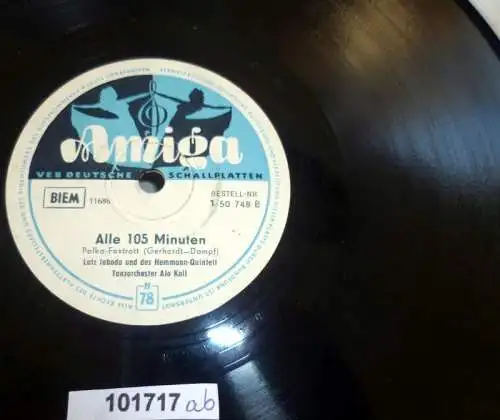 Amiga
VEB DEUTSCHE SCHALLPLATTEN
BIEM 11686
BESTELL-NR.
1 50 748 B
Alle 105 Minuten
Polka-Foxtrott (Gerhardt—Dampf)
Lutz Jahoda und das Hemmann-Quintett
Tanzorchester Alo Koll
78
101717 ab